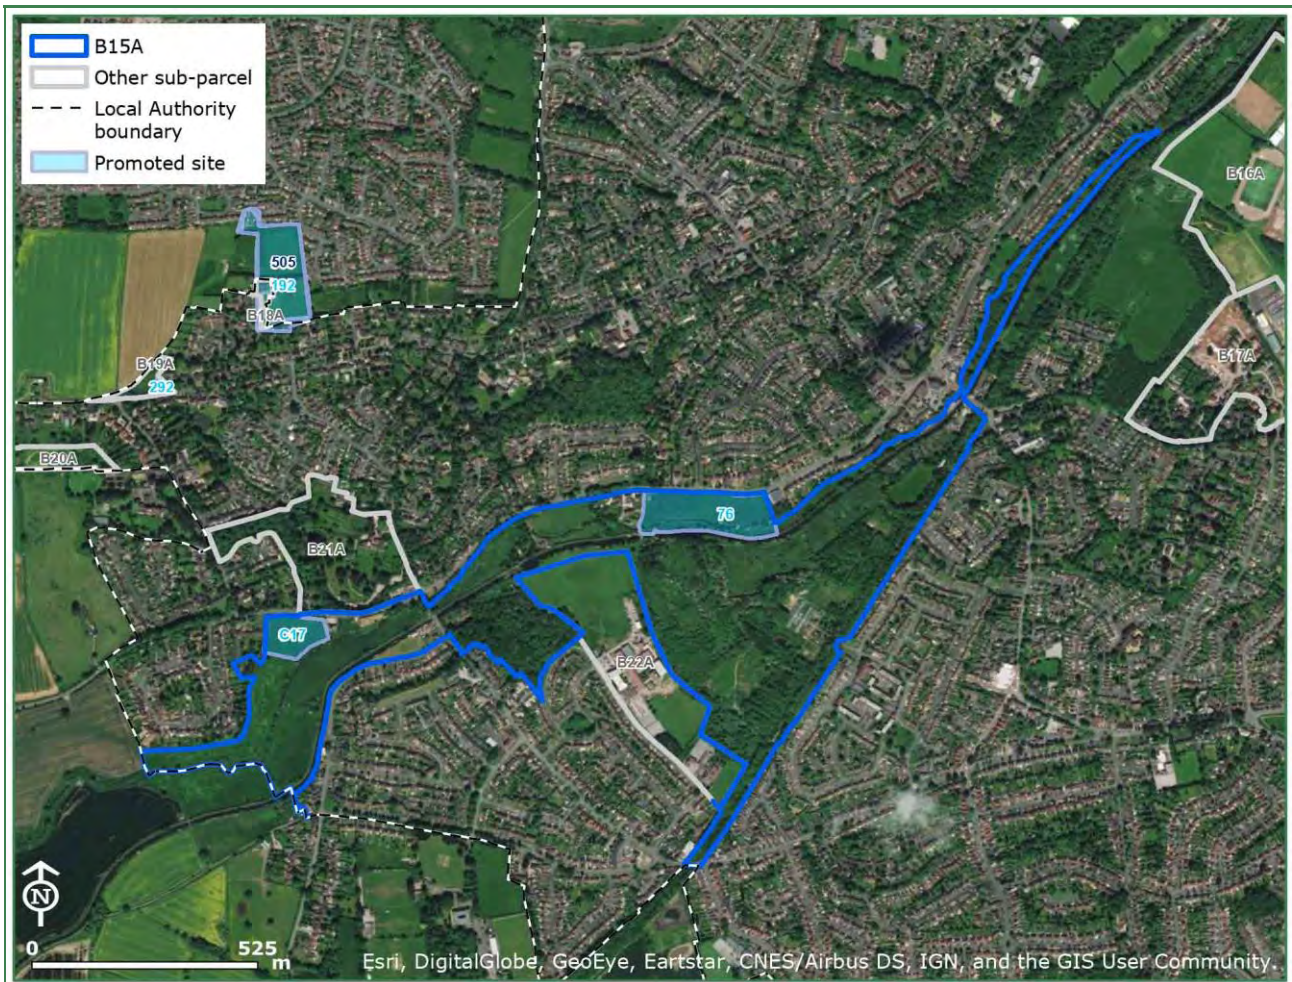 B15A
Other sub-parcel
Local Authority
boundary
Promoted site
B16A
505
192
B18A
B19A
292
B17A
B20A
76
B21A
C17
B22A
N
0 525 m
Esri, DigitalGlobe, GeoEye, Eartstar, CNES/Airbus DS, IGN, and the GIS User Community.